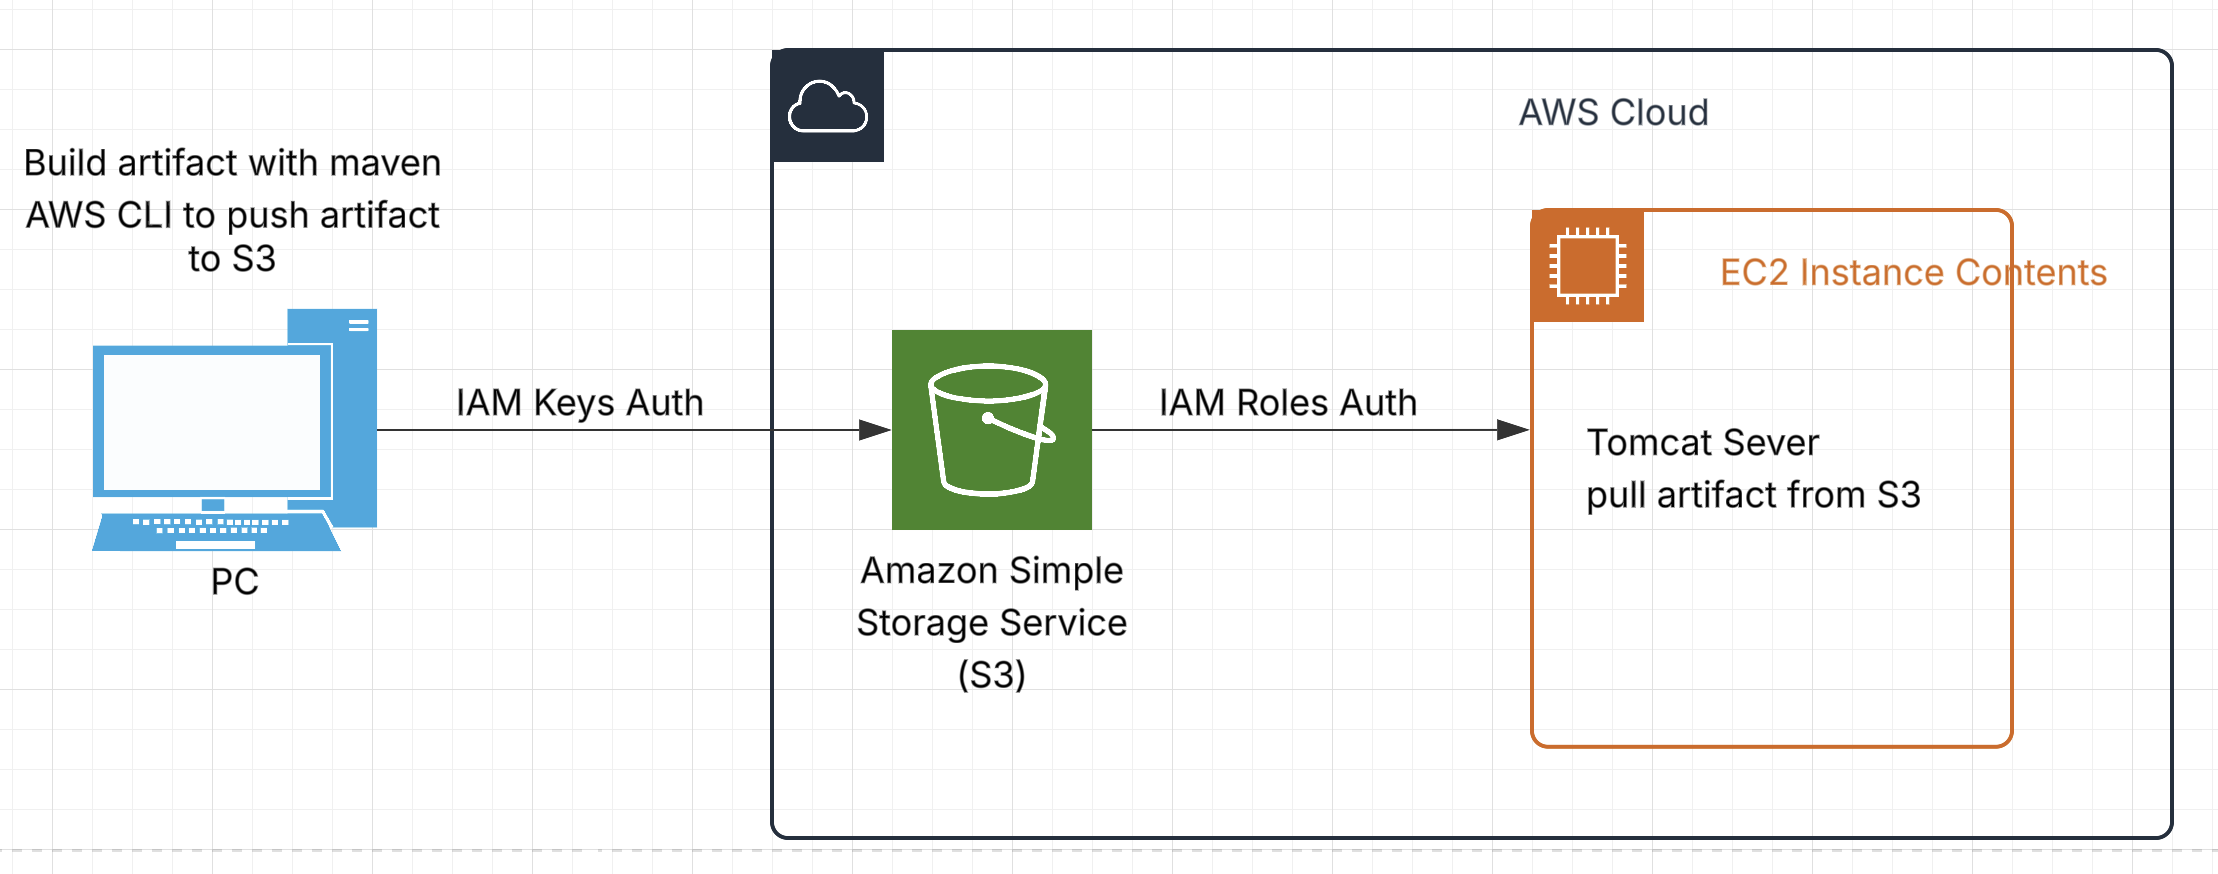 Build artifact with maven
AWS CLI to push artifact
to S3
PC
IAM Keys Auth
AWS Cloud
Amazon Simple
Storage Service
(S3)
IAM Roles Auth
EC2 Instance Contents
Tomcat Sever
pull artifact from S3